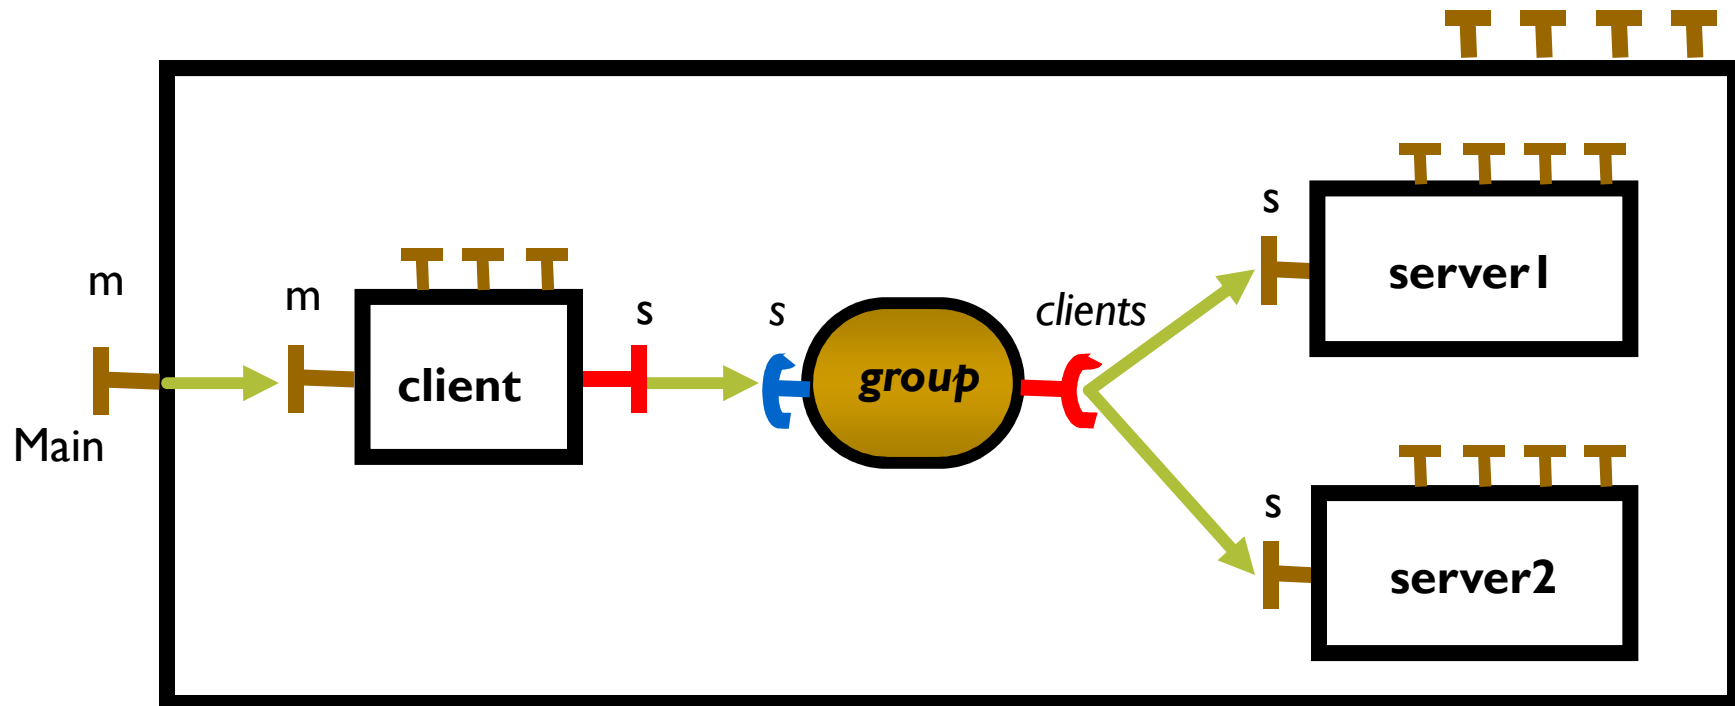 m
Main
m
client
s
s
group
clients
s
server1
s
server2